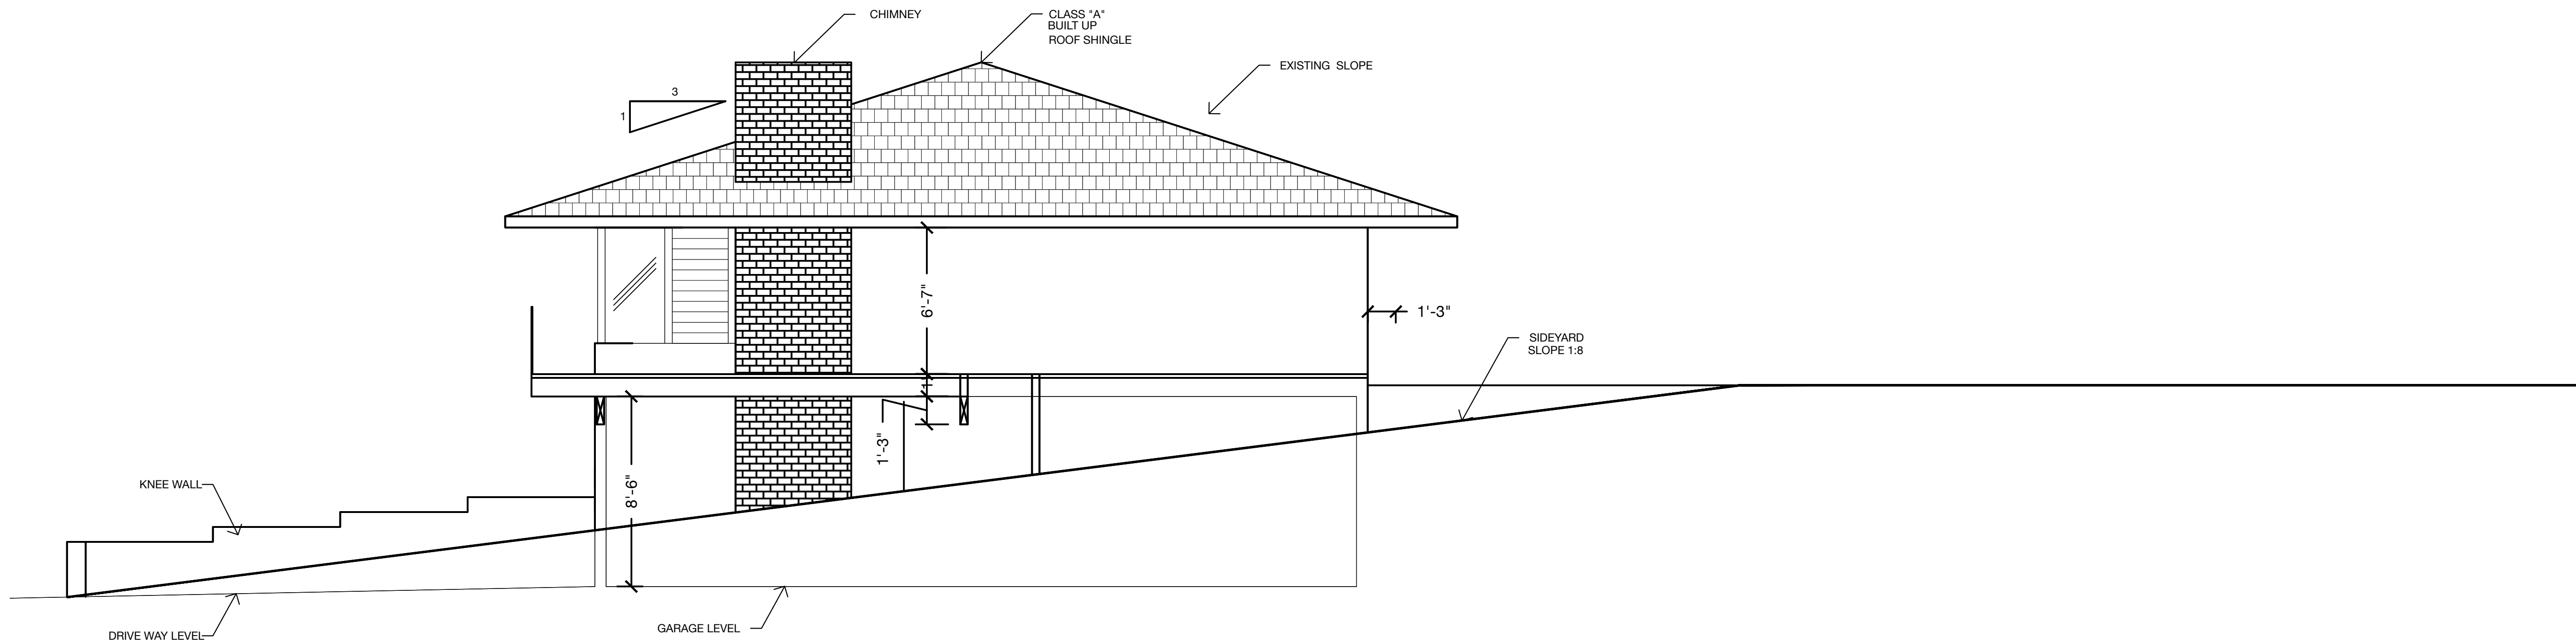 CHIMNEY
CLASS "A"
BUILT UP
ROOF SHINGLE
EXISTING SLOPE
3
1
6'-7"
1'-3"
SIDEYARD
SLOPE 1:8
1
1'-3"
8'-6"
KNEE WALL
DRIVE WAY LEVEL
GARAGE LEVEL